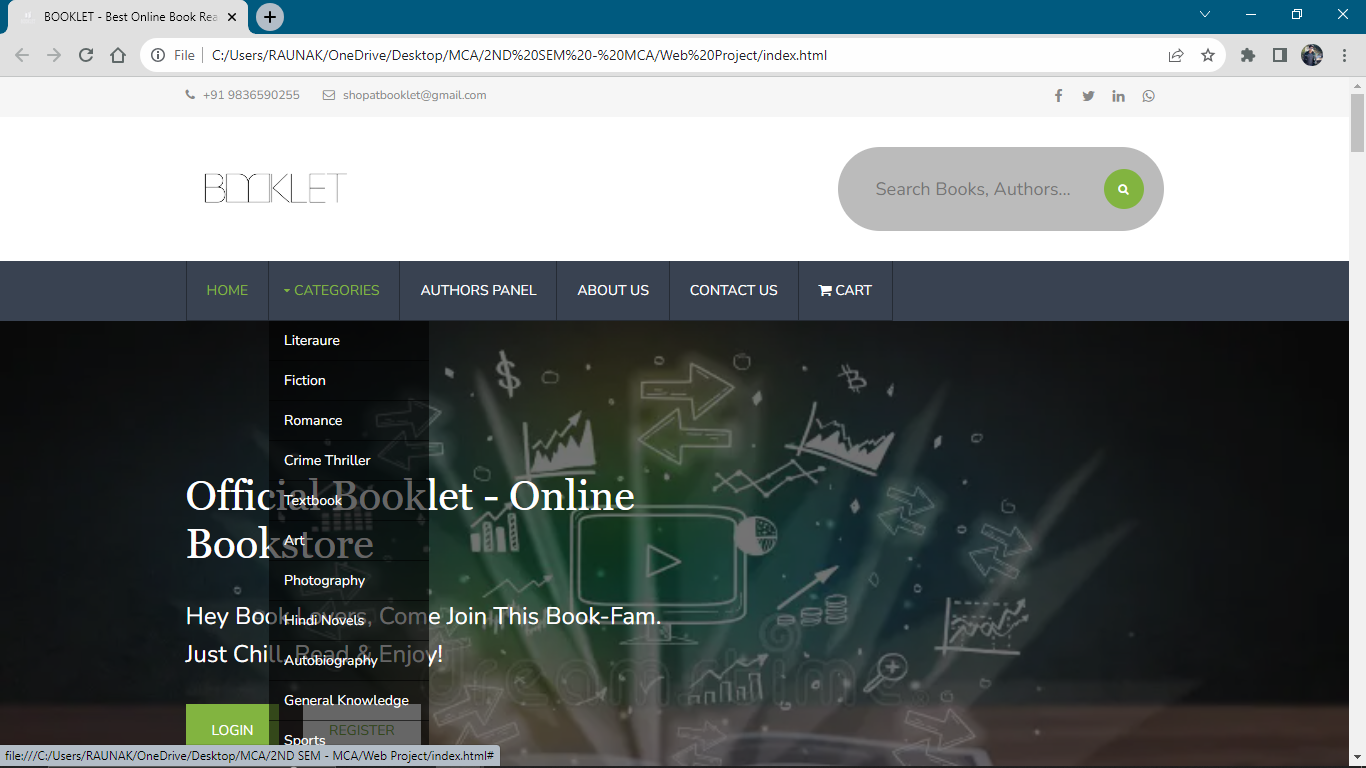 BOOKLET - Best Online Book Rea
File
C:/Users/RAUNAK/OneDrive/Desktop/MCA/2ND%20SEM%20-%20MCA/Web%20Project/index.html
+91 9836590255 shopatbooklet@gmail.com
BOOKLET
Search Books, Authors...
HOME CATEGORIES AUTHORS PANEL ABOUT US CONTACT US CART
Literaure
Fiction
Romance
Crime Thriller
Textbook
Art
Photography
Hindi Novels
Autobiography
General Knowledge
Sports
Official Booklet - Online
Bookstore
Hey Book Lovers, Come Join This Book-Fam.
Just Chill, Read & Enjoy!
dreamstime
LOGIN REGISTER
file:///C:/Users/RAUNAK/OneDrive/Desktop/MCA/2ND SEM - MCA/Web Project/index.html#